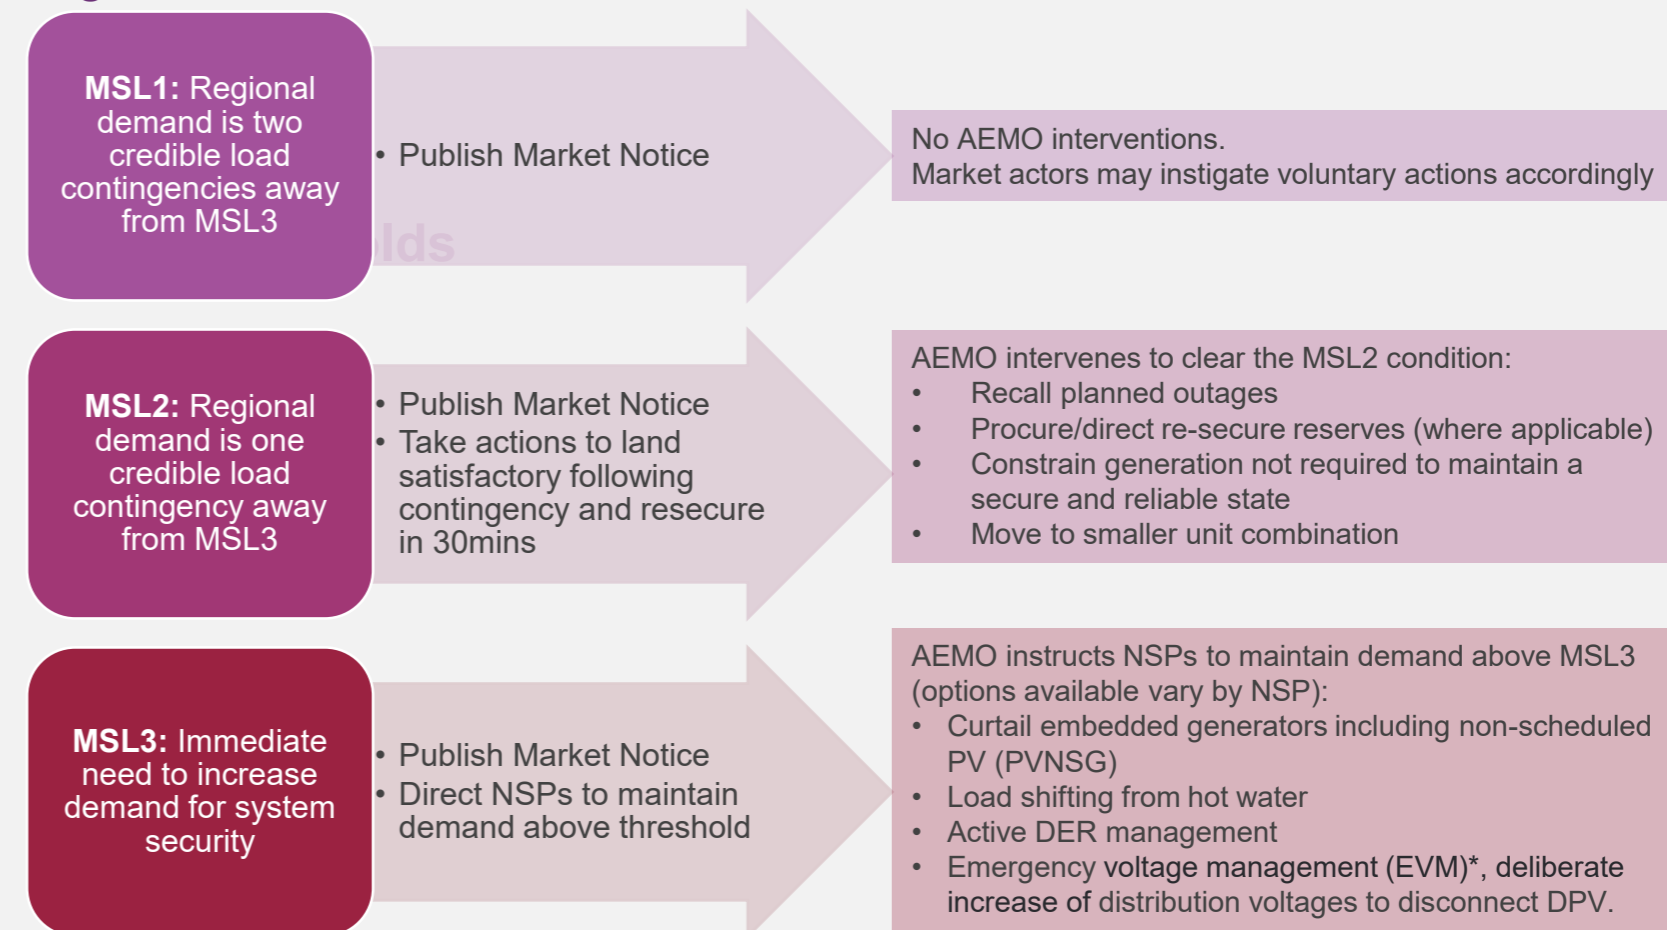 MSL1: Regional
demand is two
credible load
contingencies away
from MSL3
• Publish Market Notice
No AEMO interventions.
Market actors may instigate voluntary actions accordingly
lds
MSL2: Regional
demand is one
credible load
contingency away
from MSL3
• Publish Market Notice
• Take actions to land
satisfactory following
contingency and resecure
in 30mins
AEMO intervenes to clear the MSL2 condition:
• Recall planned outages
• Procure/direct re-secure reserves (where applicable)
• Constrain generation not required to maintain a
secure and reliable state
• Move to smaller unit combination
MSL3: Immediate
need to increase
demand for system
security
• Publish Market Notice
• Direct NSPs to maintain
demand above threshold
AEMO instructs NSPs to maintain demand above MSL3
(options available vary by NSP):
• Curtail embedded generators including non-scheduled
PV (PVNSG)
• Load shifting from hot water
• Active DER management
• Emergency voltage management (EVM)*, deliberate
increase of distribution voltages to disconnect DPV.